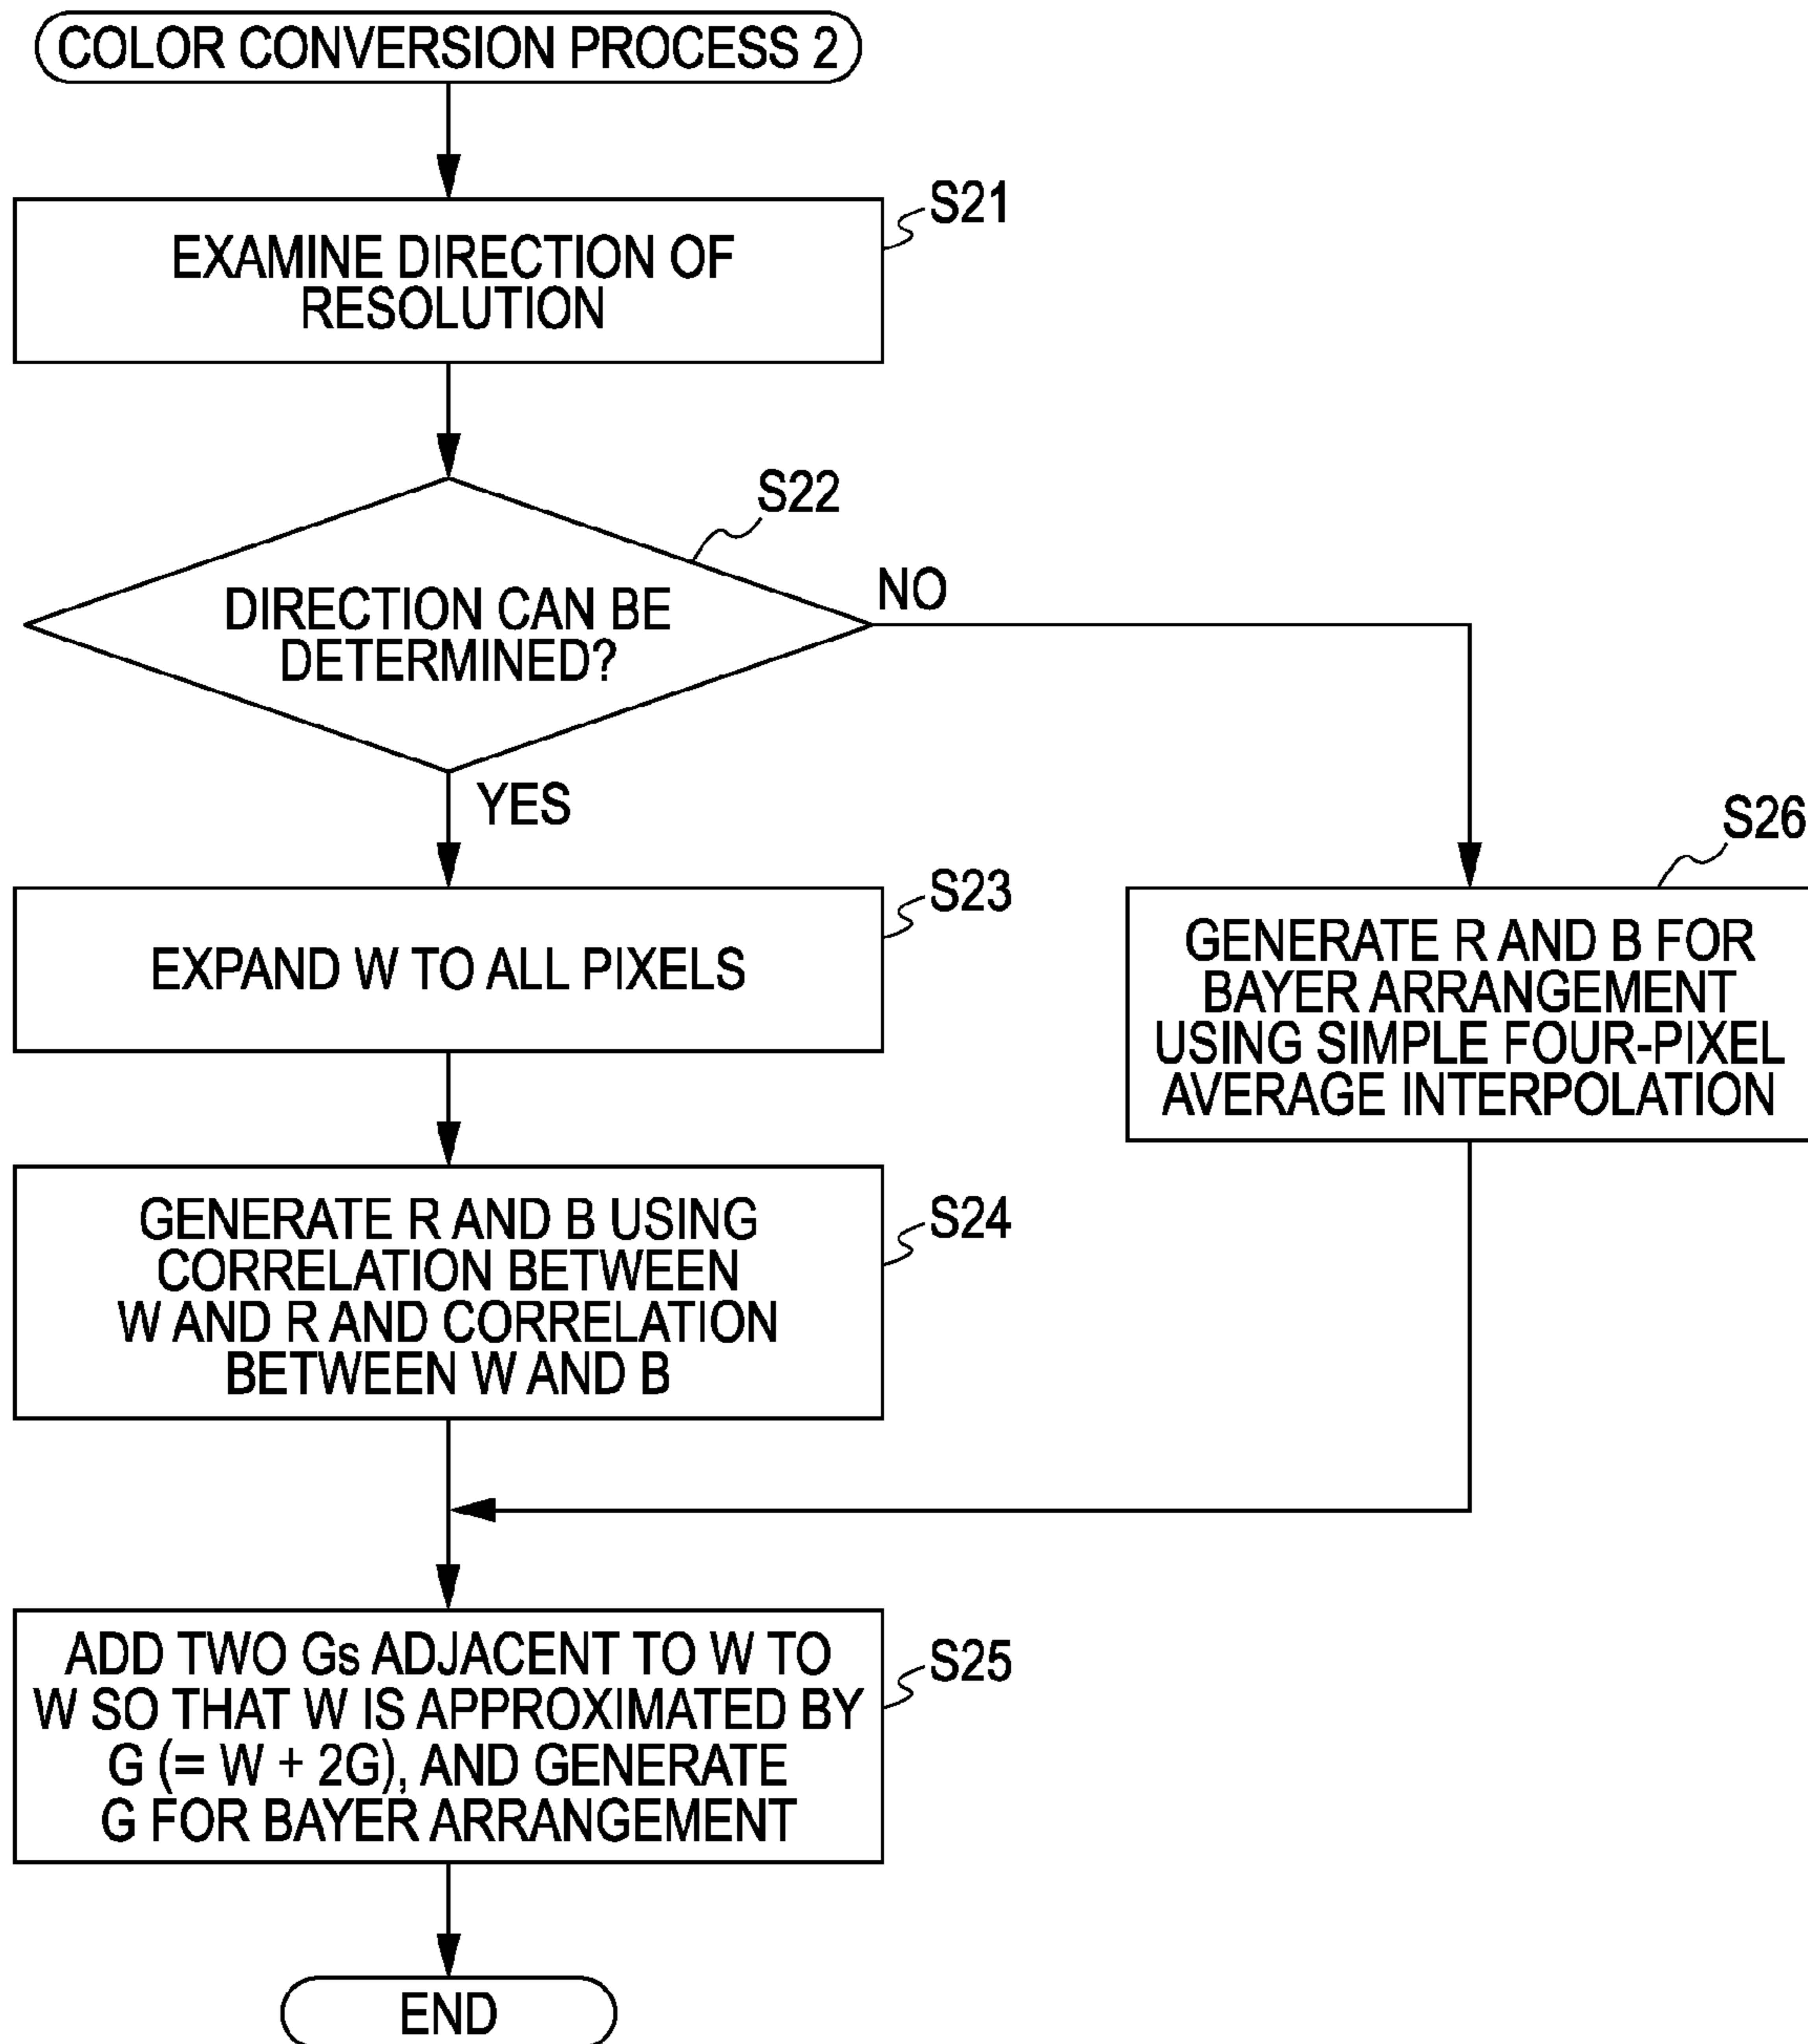 COLOR CONVERSION PROCESS 2
S21
EXAMINE DIRECTION OF
RESOLUTION
S22
DIRECTION CAN BE
DETERMINED?
NO
YES
S23
EXPAND W TO ALL PIXELS
S26
GENERATE R AND B FOR
BAYER ARRANGEMENT
USING SIMPLE FOUR-PIXEL
AVERAGE INTERPOLATION
S24
GENERATE R AND B USING
CORRELATION BETWEEN
W AND R AND CORRELATION
BETWEEN W AND B
S25
ADD TWO Gs ADJACENT TO W TO
W SO THAT W IS APPROXIMATED BY
G (= W + 2G), AND GENERATE
G FOR BAYER ARRANGEMENT
END